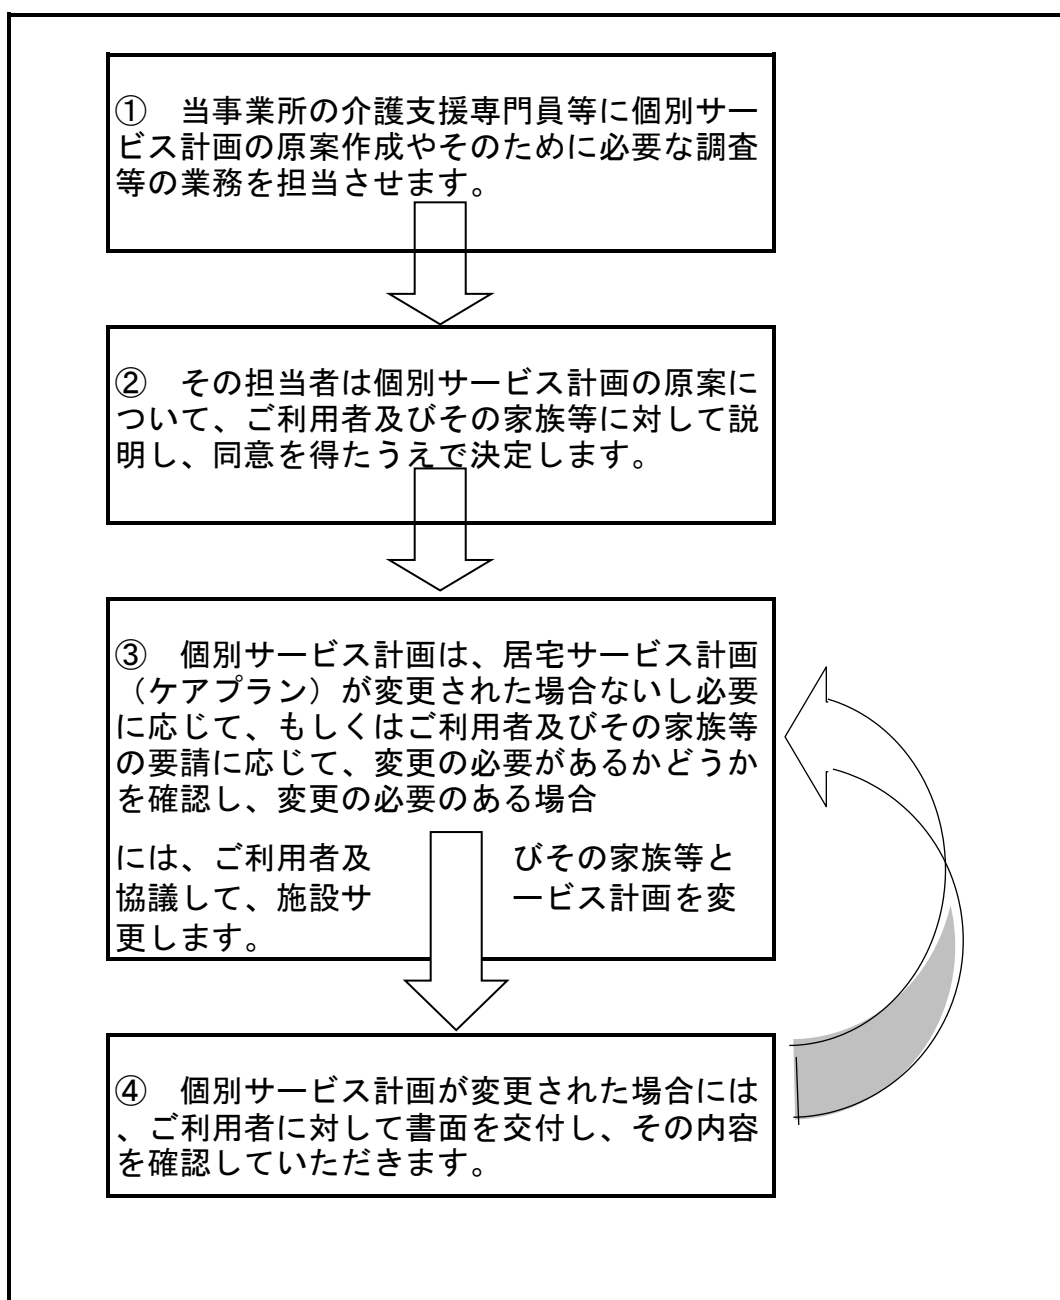 ① 当事業所の介護支援専門員等に個別サー
ビス計画の原案作成やそのために必要な調査
等の業務を担当させます。
② その担当者は個別サービス計画の原案に
ついて、ご利用者及びその家族等に対して説
明し、同意を得たうえで決定します。
③ 個別サービス計画は、居宅サービス計画
（ケアプラン）が変更された場合ないし必要
に応じて、もしくはご利用者及びその家族等
の要請に応じて、変更の必要があるかどうか
を確認し、変更の必要のある場合
には、ご利用者及 びその家族等と
協議して、施設サ ービス計画を変
更します。
④ 個別サービス計画が変更された場合には
、ご利用者に対して書面を交付し、その内容
を確認していただきます。